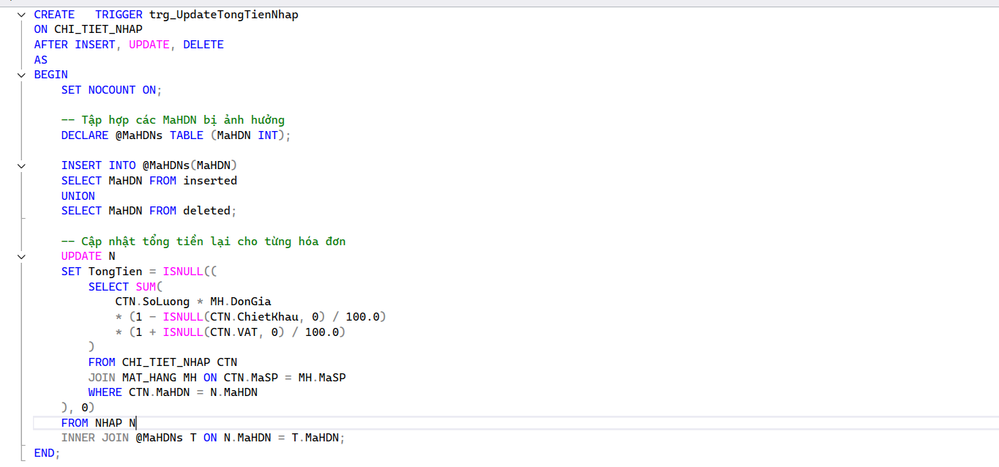 CREATE   TRIGGER trg_UpdateTongTienNhap
ON CHI_TIET_NHAP
AFTER INSERT, UPDATE, DELETE
AS
BEGIN
    SET NOCOUNT ON;
    -- Tập hợp các MaHDN bị ảnh hưởng
    DECLARE @MaHDNs TABLE (MaHDN INT);
    INSERT INTO @MaHDNs(MaHDN)
    SELECT MaHDN FROM inserted
    UNION
    SELECT MaHDN FROM deleted;
    -- Cập nhật tổng tiền lại cho từng hóa đơn
    UPDATE N
    SET TongTien = ISNULL((
        SELECT SUM(
            CTN.SoLuong * MH.DonGia
            * (1 - ISNULL(CTN.ChietKhau, 0) / 100.0)
            * (1 + ISNULL(CTN.VAT, 0) / 100.0)
        )
        FROM CHI_TIET_NHAP CTN
        JOIN MAT_HANG MH ON CTN.MaSP = MH.MaSP
        WHERE CTN.MaHDN = N.MaHDN
    ), 0)
    FROM NHAP N
    INNER JOIN @MaHDNs T ON N.MaHDN = T.MaHDN;
END;